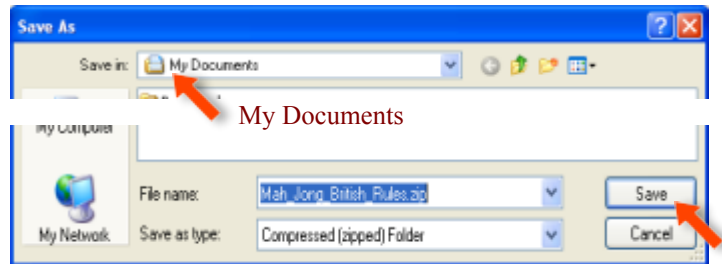 Save As
Save in: My Documents
My Documents
My Computer
File name: Mah_Jong_British_Rules.zip Save
My Network Save as type: Compressed (zipped) Folder Cancel